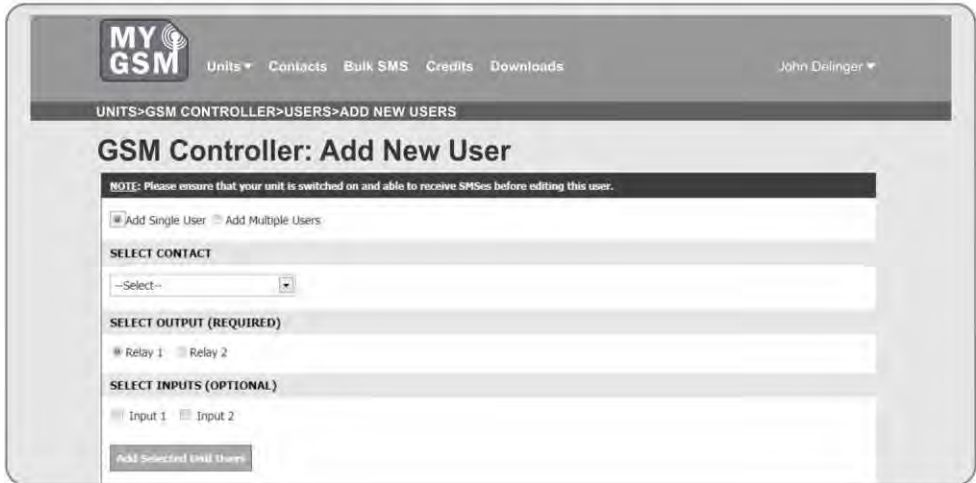 MY
GSM
Units Contacts Bulk SMS Credits Downloads John Delinger
UNITS>GSM CONTROLLER>USERS>ADD NEW USERS
GSM Controller: Add New User
NOTE: Please ensure that your unit is switched on and able to receive SMSes before editing this user.
Add Single User Add Multiple Users
SELECT CONTACT
--Select--
SELECT OUTPUT (REQUIRED)
Relay 1 Relay 2
SELECT INPUTS (OPTIONAL)
Input 1 Input 2
Add Selected Unit Users